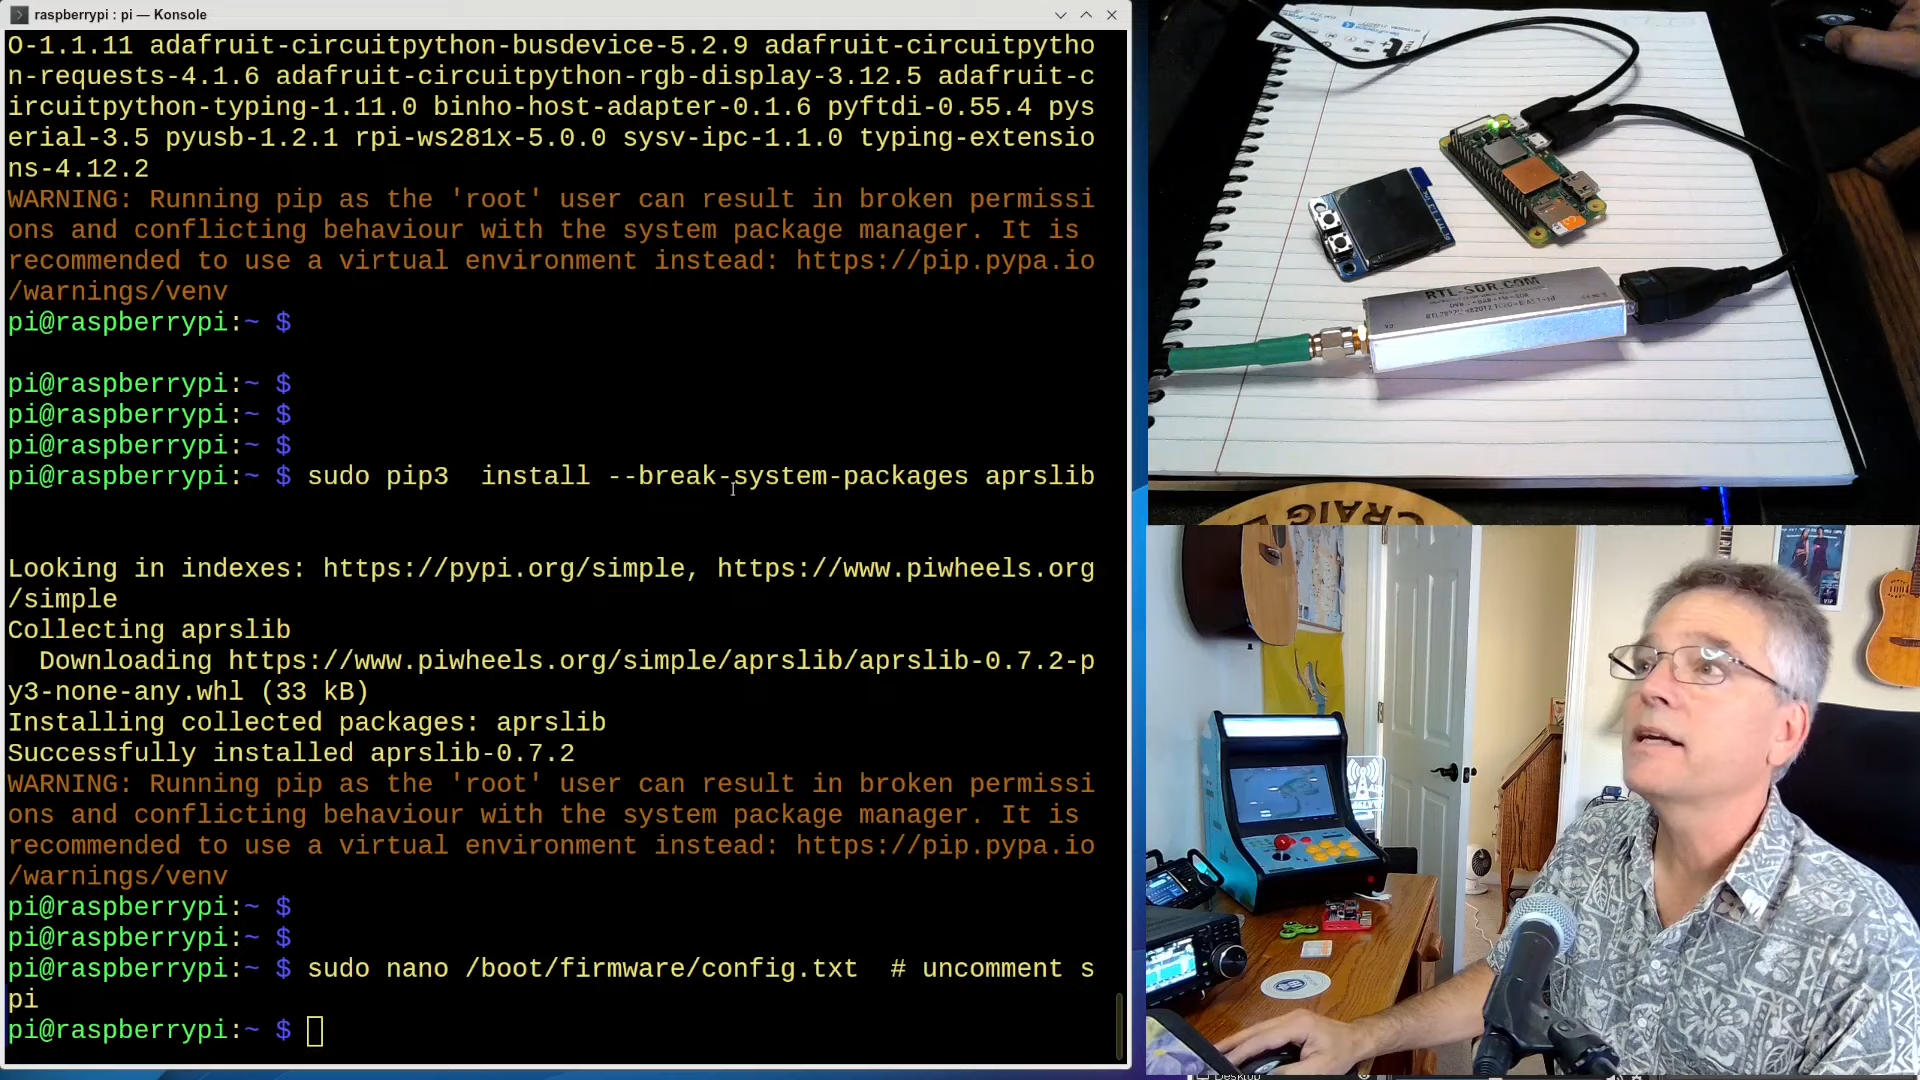 raspberrypi : pi — Konsole
O-1.1.11 adafruit-circuitpython-busdevice-5.2.9 adafruit-circuitpytho
n-requests-4.1.6 adafruit-circuitpython-rgb-display-3.12.5 adafruit-c
ircuitpython-typing-1.11.0 binho-host-adapter-0.1.6 pyftdi-0.55.4 pys
erial-3.5 pyusb-1.2.1 rpi-ws281x-5.0.0 sysv-ipc-1.1.0 typing-extensio
ns-4.12.2
WARNING: Running pip as the 'root' user can result in broken permissi
ons and conflicting behaviour with the system package manager. It is
recommended to use a virtual environment instead: https://pip.pypa.io
/warnings/venv
pi@raspberrypi:~ $
pi@raspberrypi:~ $
pi@raspberrypi:~ $
pi@raspberrypi:~ $
pi@raspberrypi:~ $ sudo pip3  install --break-system-packages aprslib
Looking in indexes: https://pypi.org/simple, https://www.piwheels.org
/simple
Collecting aprslib
  Downloading https://www.piwheels.org/simple/aprslib/aprslib-0.7.2-p
y3-none-any.whl (33 kB)
Installing collected packages: aprslib
Successfully installed aprslib-0.7.2
WARNING: Running pip as the 'root' user can result in broken permissi
ons and conflicting behaviour with the system package manager. It is
recommended to use a virtual environment instead: https://pip.pypa.io
/warnings/venv
pi@raspberrypi:~ $
pi@raspberrypi:~ $
pi@raspberrypi:~ $ sudo nano /boot/firmware/config.txt  # uncomment s
pi
pi@raspberrypi:~ $
RTL-SDR.COM
CRAIG
Desktop